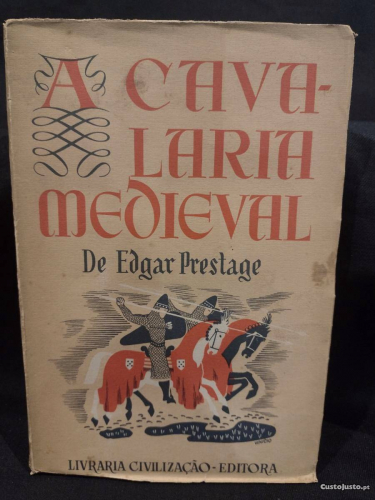 A CAVA-
LARIA
MEDIEVAL
De Edgar Prestage
LIVRARIA CIVILIZAÇÃO-EDITORA
CustoJusto.pt